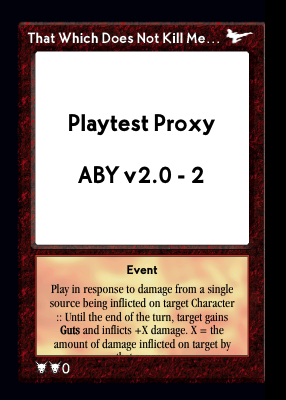 That Which Does Not Kill Me...
Playtest Proxy
ABY v2.0 - 2
Event
Play in response to damage from a single
source being inflicted on target Character
:: Until the end of the turn, target gains
Guts and inflicts +X damage. X = the
amount of damage inflicted on target by
0